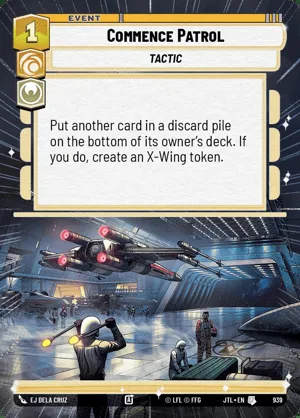 EVENT
1
COMMENCE PATROL
TACTIC
Put another card in a discard pile
on the bottom of its owner's deck. If
you do, create an X-Wing token.
EJ DELA CRUZ
© LFL © FFG
JTL • EN
939